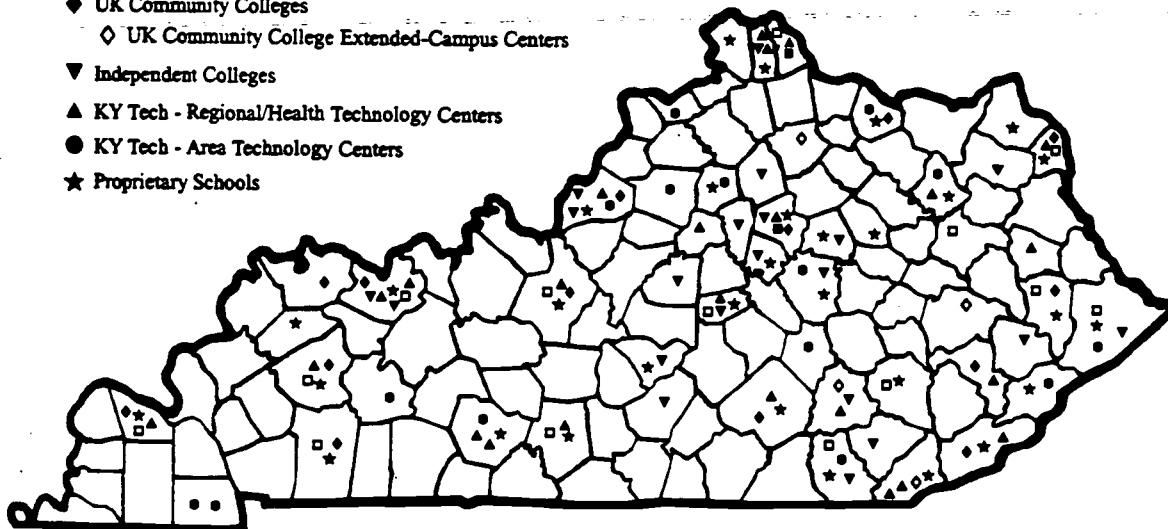 UK Community Colleges
UK Community College Extended-Campus Centers
Independent Colleges
KY Tech - Regional/Health Technology Centers
KY Tech - Area Technology Centers
Proprietary Schools